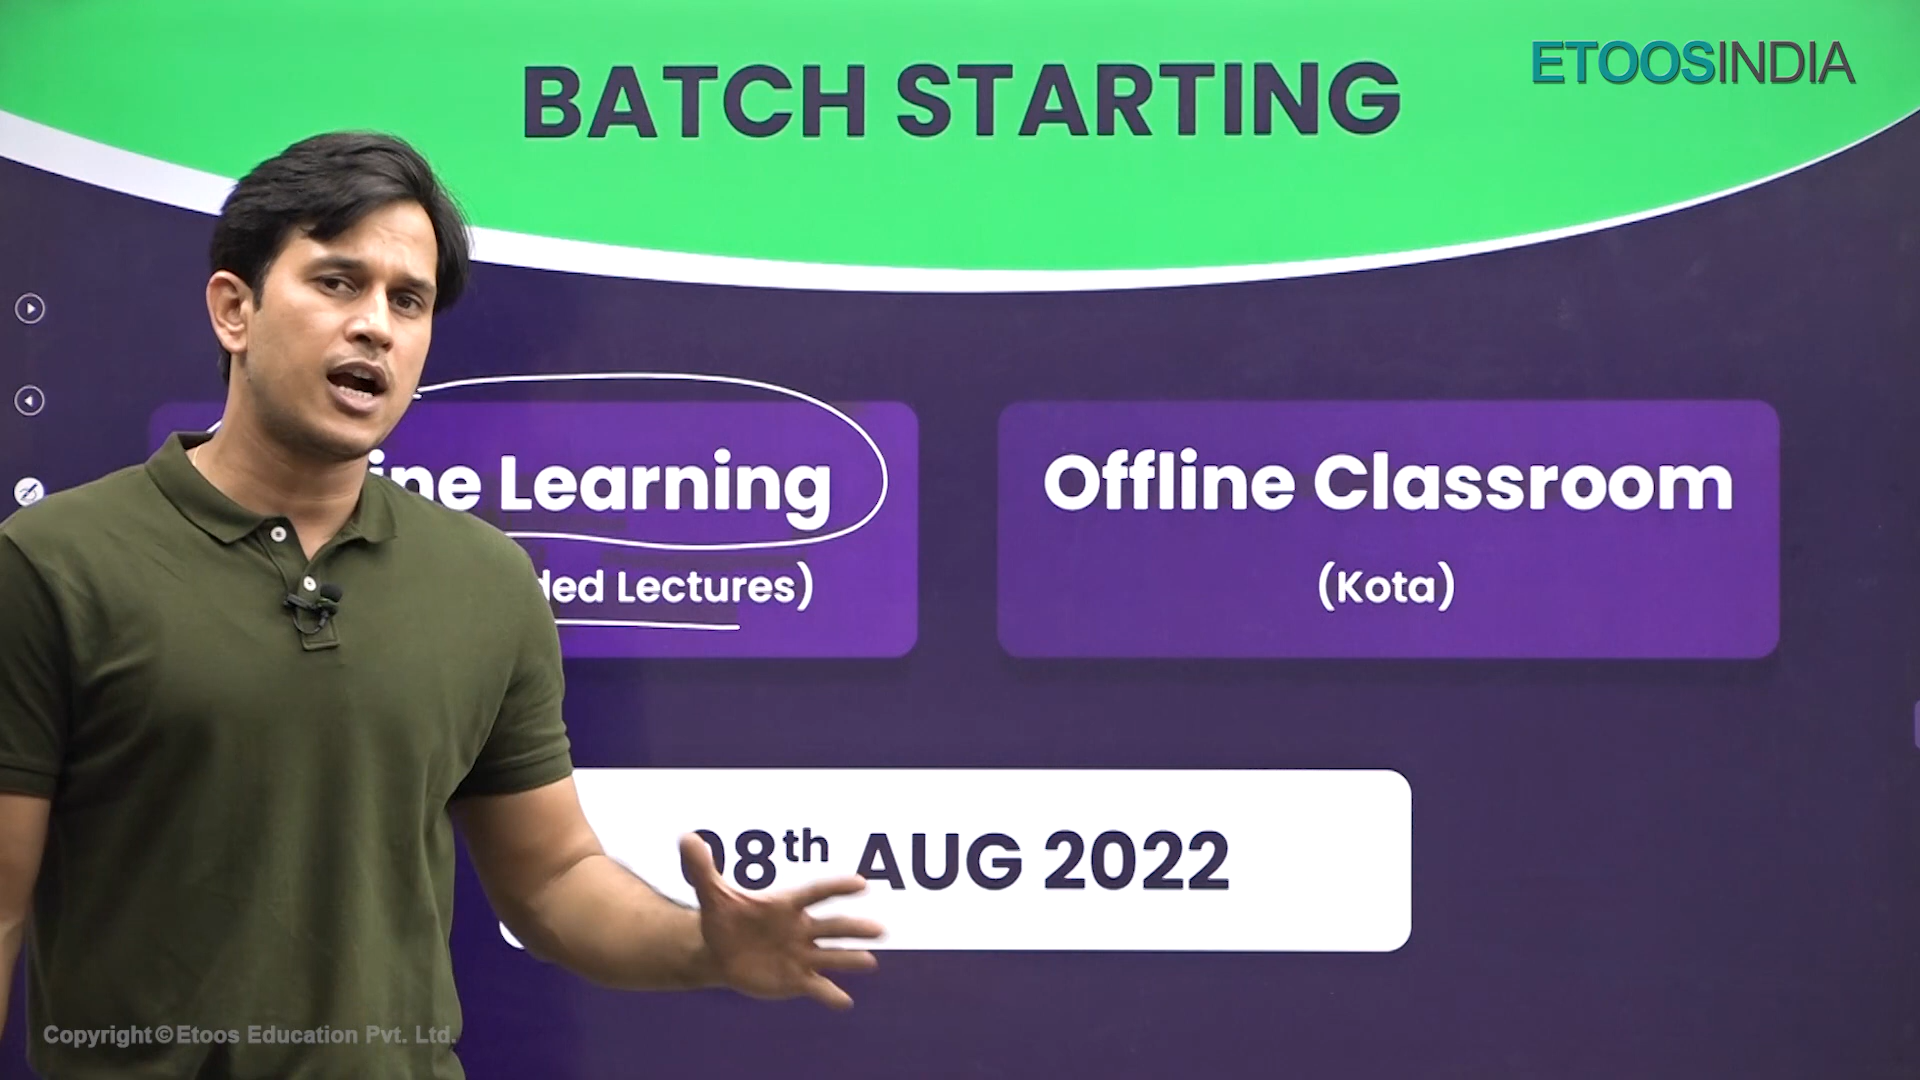 ETOOSINDIA
BATCH STARTING
ine Learning
ded Lectures)
Offline Classroom
(Kota)
08th AUG 2022
Copyright © Etoos Education Pvt. Ltd.